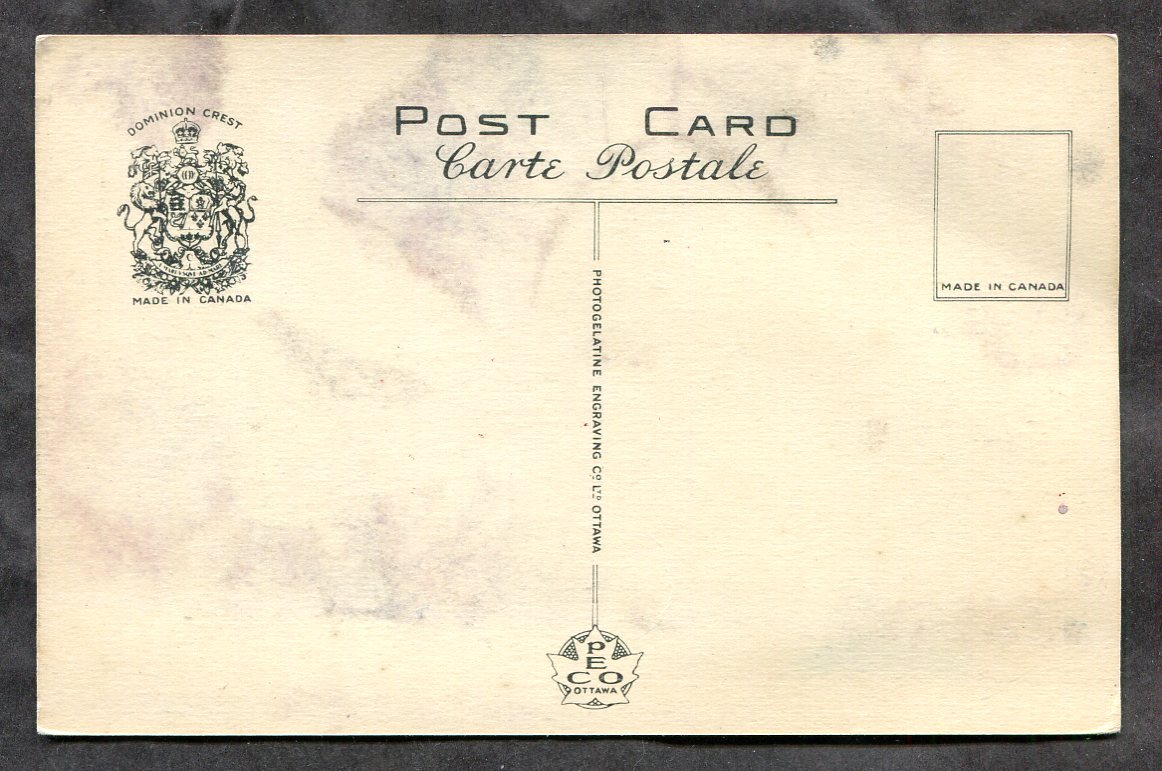 DOMINION CREST
MADE IN CANADA
POST CARD
Carte Postale
MADE IN CANADA
PHOTOGELATINE ENGRAVING CO LTD OTTAWA
PECO
OTTAWA